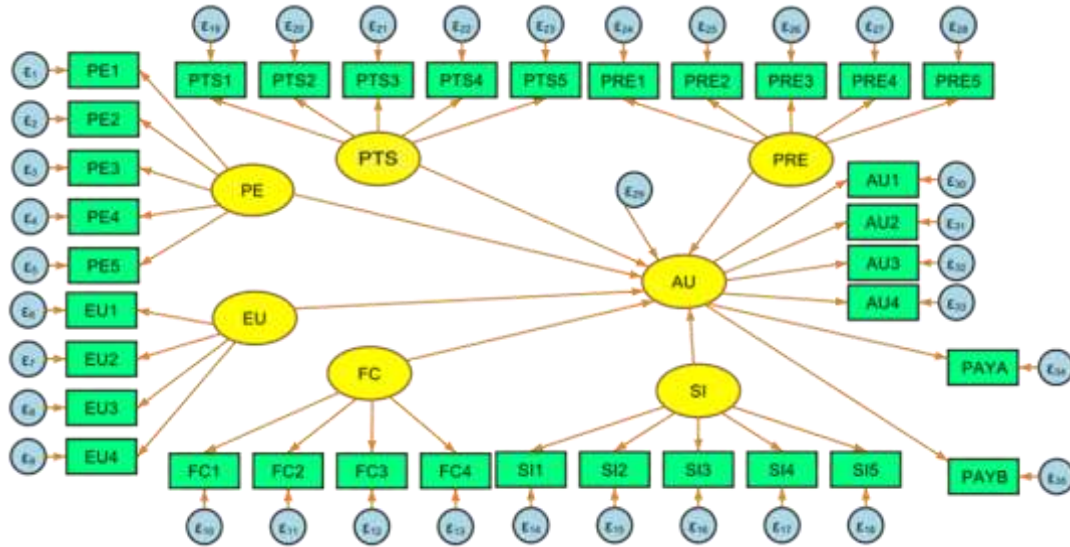 ε19 ε20 ε21 ε22 ε23 ε24 ε25 ε26 ε27 ε28
ε1 PE1 PTS1 PTS2 PTS3 PTS4 PTS5 PRE1 PRE2 PRE3 PRE4 PRE5
ε2 PE2
PTS PRE
ε3 PE3 PE ε29 AU1 ε30
ε4 PE4 AU2 ε31
ε5 PE5 AU AU3 ε32
ε6 EU1 EU AU4 ε33
ε7 EU2
FC SI PAYA ε34
ε8 EU3
ε9 EU4 FC1 FC2 FC3 FC4 SI1 SI2 SI3 SI4 SI5 PAYB ε35
ε10 ε11 ε12 ε13 ε14 ε15 ε16 ε17 ε18